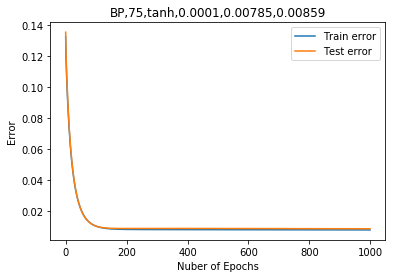 BP,75,tanh,0.0001,0.00785,0.00859
0.14
0.12
0.10
0.08
0.06
0.04
0.02
Error
Train error
Test error
0 200 400 600 800 1000
Nuber of Epochs